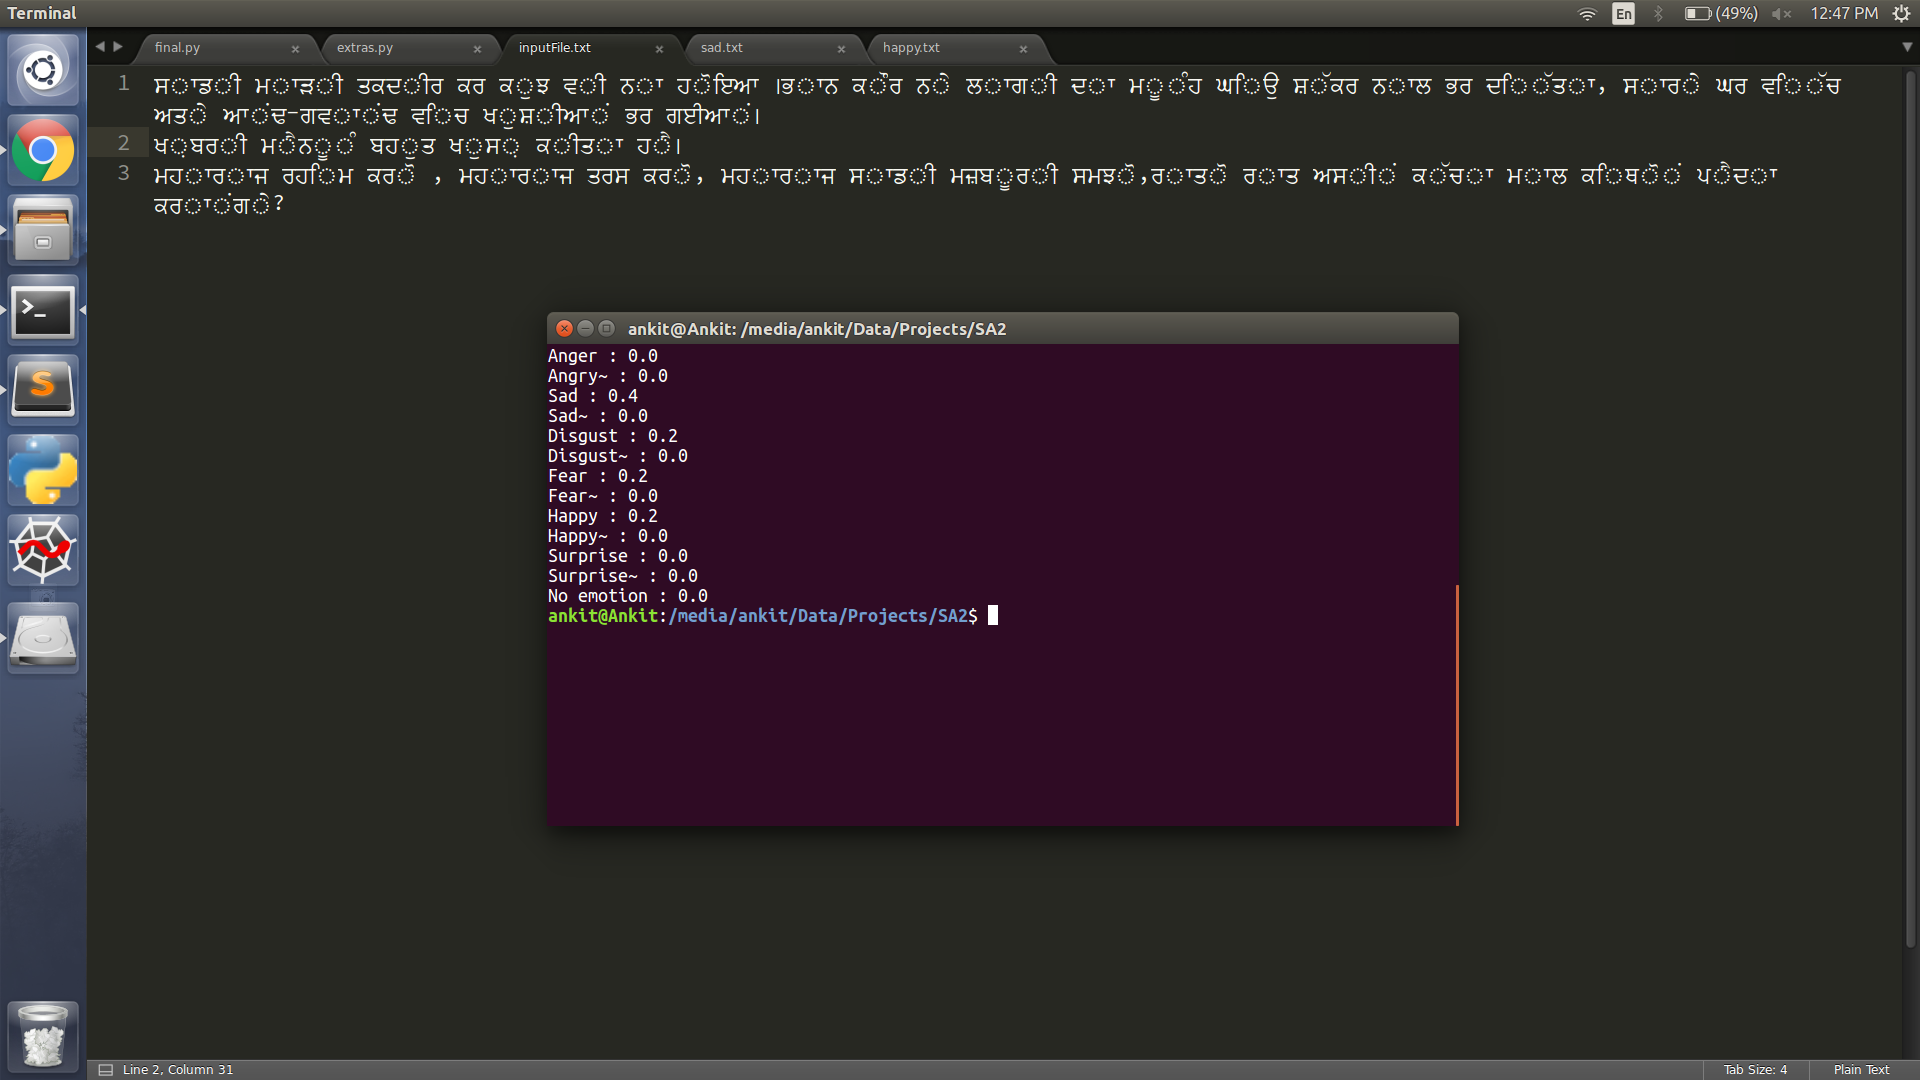 Terminal
En
(49%)
12:47 PM
final.py
extras.py
inputFile.txt
sad.txt
happy.txt
1 ਸਾਡੀ ਮਾੜੀ ਤਕਦੀਰ ਕਰ ਕੁਝ ਵੀ ਨਾ ਹੋਇਆ ।ਭਾਨ ਕੌਰ ਨੇ ਲਾਗੀ ਦਾ ਮੂੰਹ ਘਿਉ ਸ਼ੱਕਰ ਨਾਲ ਭਰ ਦਿੱਤਾ, ਸਾਰੇ ਘਰ ਵਿੱਚ
ਅਤੇ ਆਂਢ-ਗਵਾਂਢ ਵਿਚ ਖੁਸ਼ੀਆਂ ਭਰ ਗਈਆਂ।
2 ਖ਼ਬਰੀ ਮੈਨੂੰ ਬਹੁਤ ਖੁਸ਼ ਕੀਤਾ ਹੈ।
3 ਮਹਾਰਾਜ ਰਹਿਮ ਕਰੋ , ਮਹਾਰਾਜ ਤਰਸ ਕਰੋ, ਮਹਾਰਾਜ ਸਾਡੀ ਮਜ਼ਬੂਰੀ ਸਮਝੋ,ਰਾਤੋ ਰਾਤ ਅਸੀਂ ਕੱਚਾ ਮਾਲ ਕਿਥੋਂ ਪੈਦਾ
ਕਰਾਂਗੇ?
ankit@Ankit: /media/ankit/Data/Projects/SA2
Anger : 0.0
Angry~ : 0.0
Sad : 0.4
Sad~ : 0.0
Disgust : 0.2
Disgust~ : 0.0
Fear : 0.2
Fear~ : 0.0
Happy : 0.2
Happy~ : 0.0
Surprise : 0.0
Surprise~ : 0.0
No emotion : 0.0
ankit@Ankit:/media/ankit/Data/Projects/SA2$
Line 2, Column 31
Tab Size: 4
Plain Text